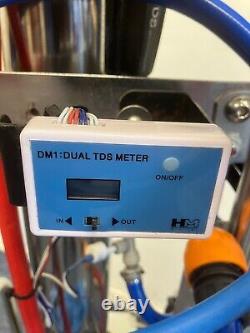 DM1:DUAL TDS METER
ON/OFF
IN OUT
HM